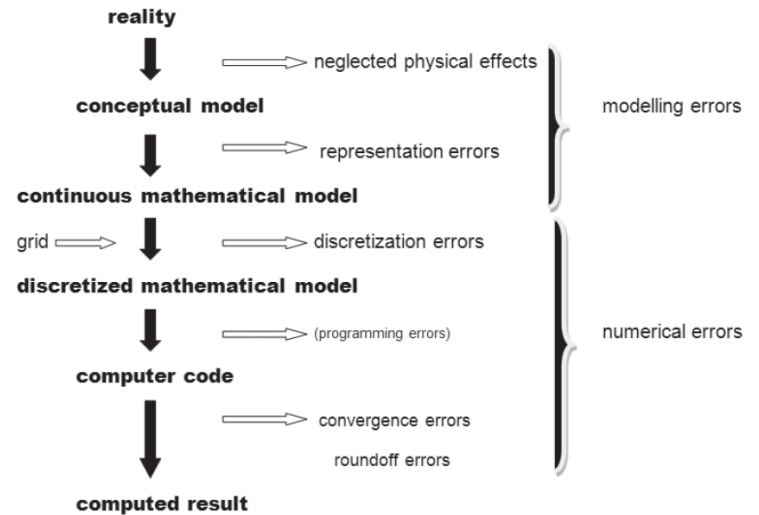 reality
neglected physical effects
conceptual model
modelling errors
representation errors
continuous mathematical model
grid
discretization errors
discretized mathematical model
(programming errors)
numerical errors
computer code
convergence errors
roundoff errors
computed result